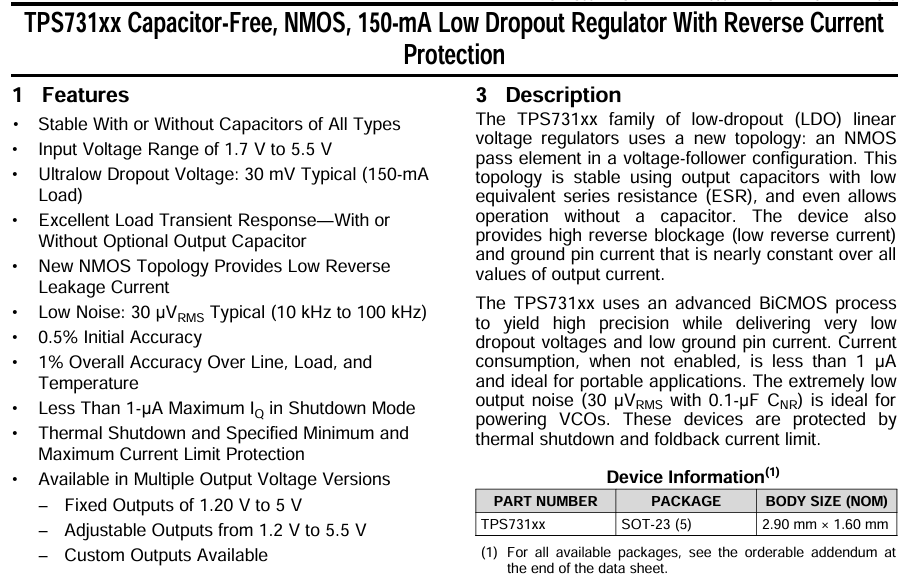 TPS731xx Capacitor-Free, NMOS, 150-mA Low Dropout Regulator With Reverse Current
Protection
1 Features
• Stable With or Without Capacitors of All Types
• Input Voltage Range of 1.7 V to 5.5 V
• Ultralow Dropout Voltage: 30 mV Typical (150-mA
Load)
• Excellent Load Transient Response—With or
Without Optional Output Capacitor
• New NMOS Topology Provides Low Reverse
Leakage Current
• Low Noise: 30 μVRMS Typical (10 kHz to 100 kHz)
• 0.5% Initial Accuracy
• 1% Overall Accuracy Over Line, Load, and
Temperature
• Less Than 1-μA Maximum IQ in Shutdown Mode
• Thermal Shutdown and Specified Minimum and
Maximum Current Limit Protection
• Available in Multiple Output Voltage Versions
– Fixed Outputs of 1.20 V to 5 V
– Adjustable Outputs from 1.2 V to 5.5 V
– Custom Outputs Available
3 Description
The TPS731xx family of low-dropout (LDO) linear
voltage regulators uses a new topology: an NMOS
pass element in a voltage-follower configuration. This
topology is stable using output capacitors with low
equivalent series resistance (ESR), and even allows
operation without a capacitor. The device also
provides high reverse blockage (low reverse current)
and ground pin current that is nearly constant over all
values of output current.
The TPS731xx uses an advanced BiCMOS process
to yield high precision while delivering very low
dropout voltages and low ground pin current. Current
consumption, when not enabled, is less than 1 μA
and ideal for portable applications. The extremely low
output noise (30 μVRMS with 0.1-μF CNR) is ideal for
powering VCOs. These devices are protected by
thermal shutdown and foldback current limit.
Device Information(1)
PART NUMBER PACKAGE BODY SIZE (NOM)
TPS731xx SOT-23 (5) 2.90 mm × 1.60 mm
(1) For all available packages, see the orderable addendum at
the end of the data sheet.